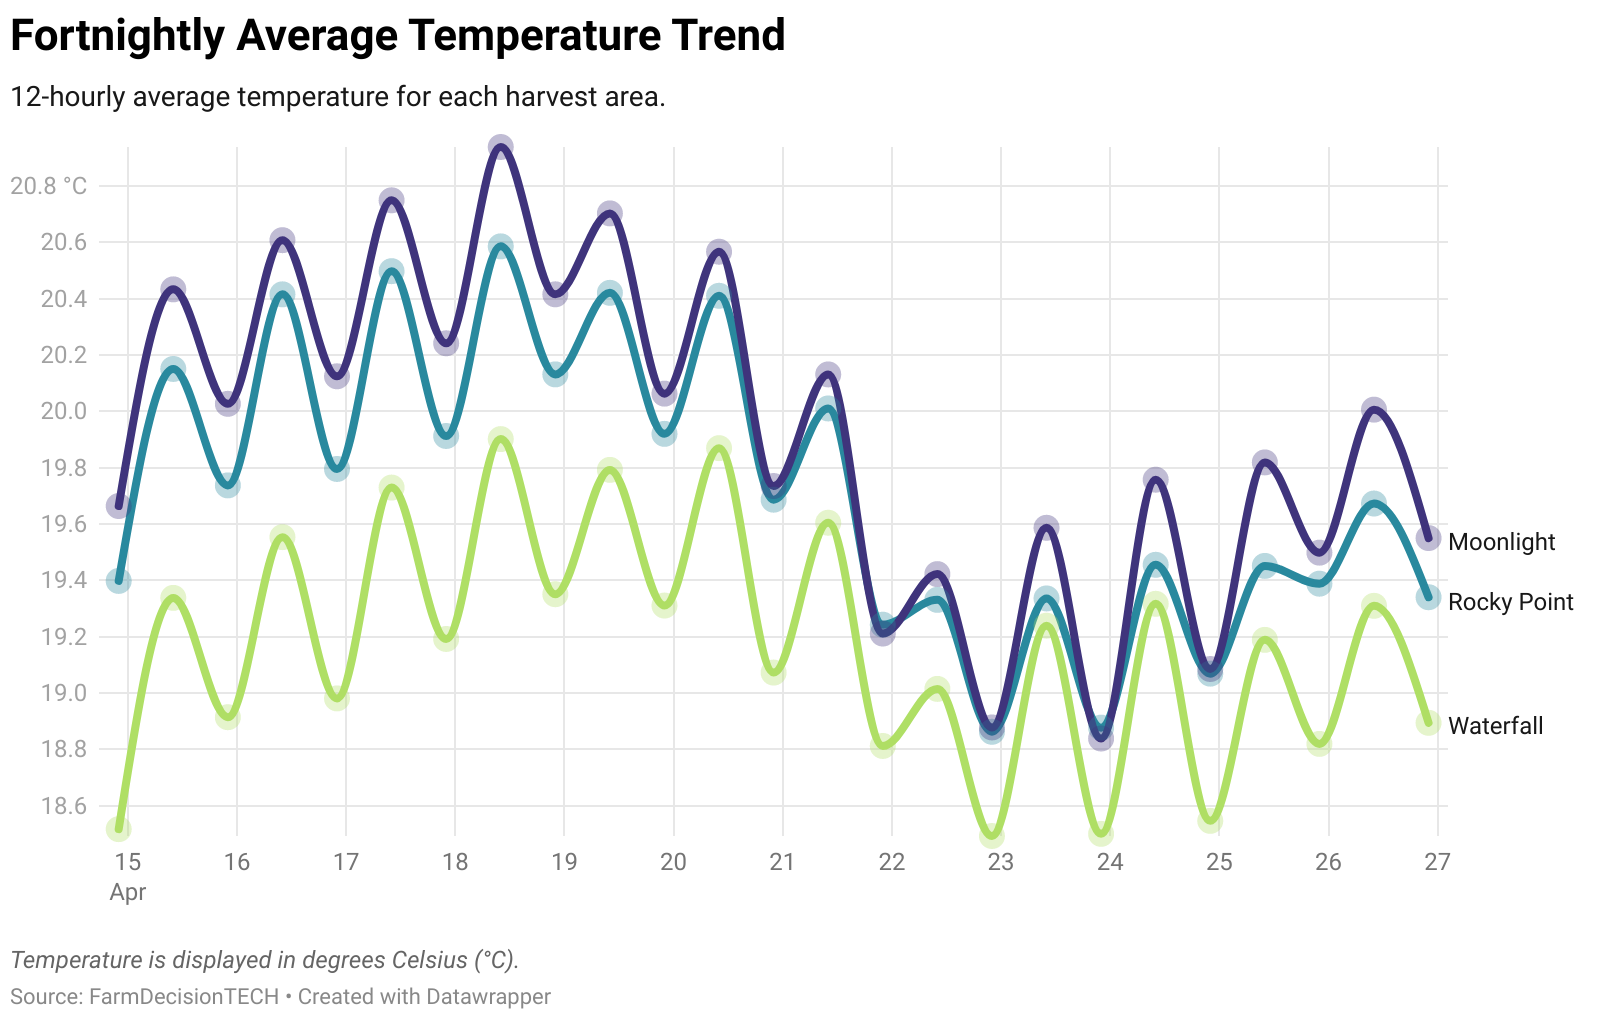 Fortnightly Average Temperature Trend
12-hourly average temperature for each harvest area.
20.8 °C
20.6
20.4
20.2
20.0
19.8
19.6
19.4
19.2
19.0
18.8
18.6
Moonlight
Rocky Point
Waterfall
15 16 17 18 19 20 21 22 23 24 25 26 27
Apr
Temperature is displayed in degrees Celsius (°C).
Source: FarmDecisionTECH • Created with Datawrapper